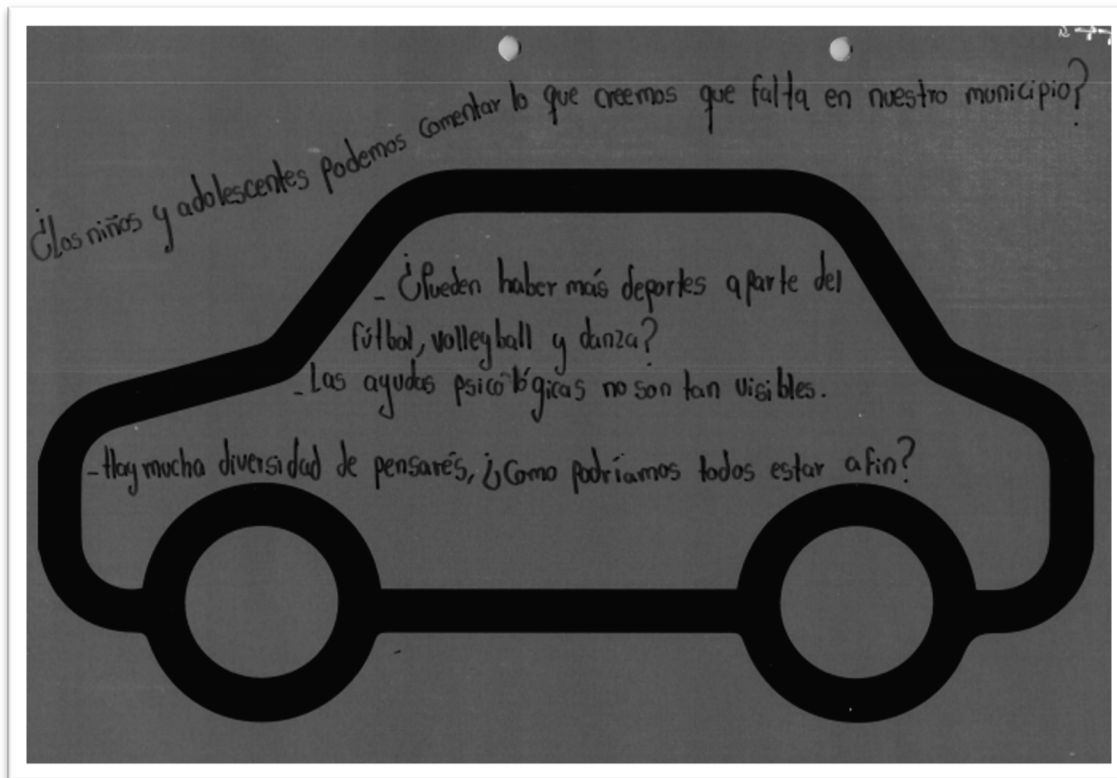 ¿Los niños y adolescentes podemos comentar lo que creemos que falta en nuestro municipio?
- ¿Pueden haber más deportes aparte del
fútbol, volleyball y danza?
- Las ayudas psicológicas no son tan visibles.
- Hay mucha diversidad de pensarés, ¿Como podríamos todos estar afin?